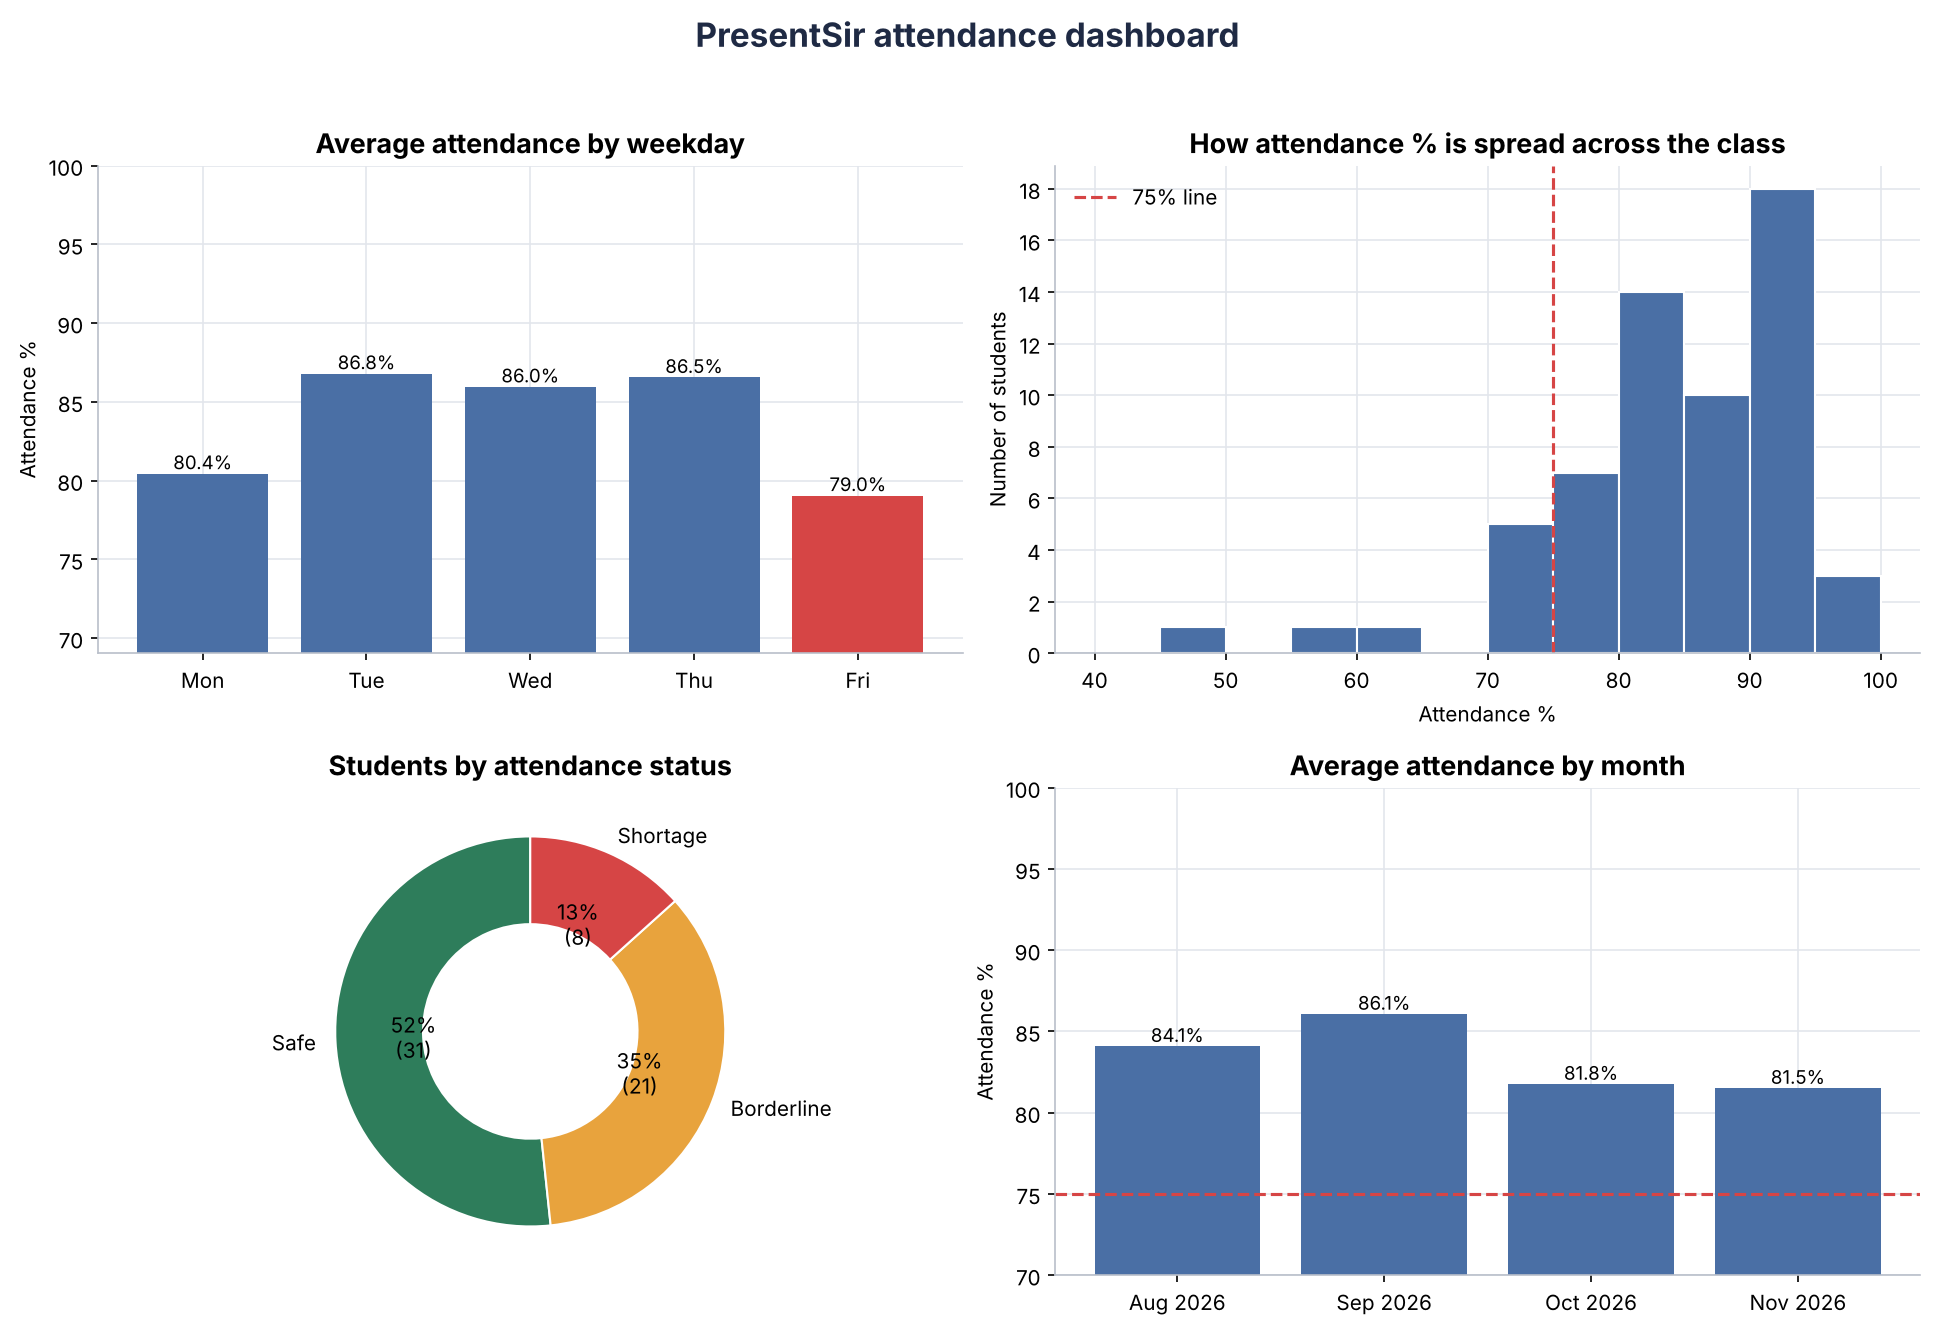 PresentSir attendance dashboard
Average attendance by weekday
100
95
90
85
80
75
70
Attendance %
80.4%
86.8%
86.0%
86.5%
79.0%
Mon Tue Wed Thu Fri
How attendance % is spread across the class
75% line
18
16
14
12
10
8
6
4
2
0
Number of students
40 50 60 70 80 90 100
Attendance %
Students by attendance status
Shortage
13%
(8)
Safe
52%
(31)
35%
(21)
Borderline
Average attendance by month
100
95
90
85
80
75
70
Attendance %
84.1%
86.1%
81.8%
81.5%
Aug 2026 Sep 2026 Oct 2026 Nov 2026